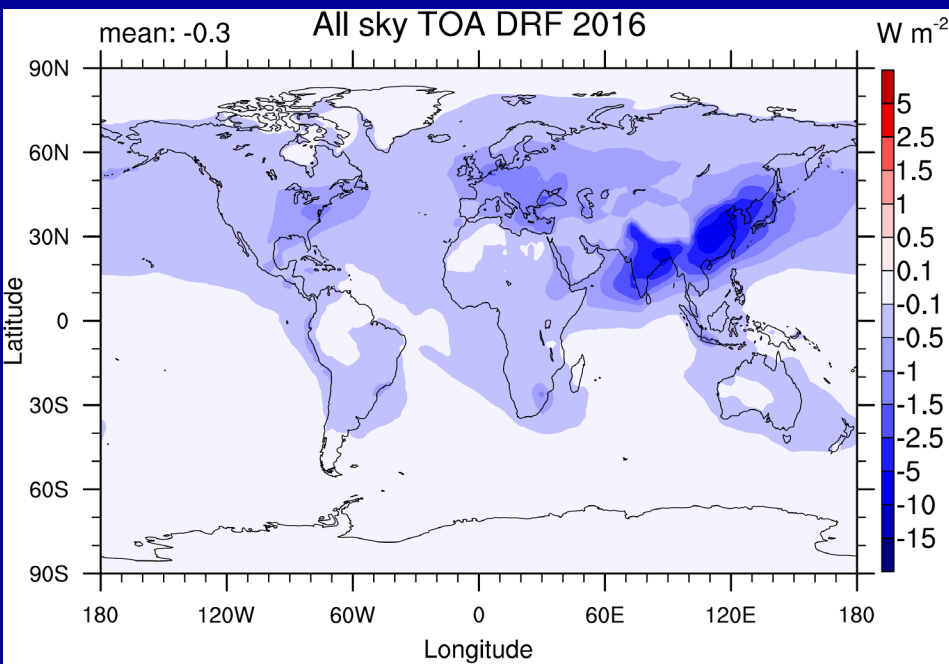 All sky TOA DRF 2016
mean: -0.3
W m-2
90N
60N
30N
0
30S
60S
90S
Latitude
180
120W
60W
0
60E
120E
180
Longitude
5
2.5
1.5
1
0.5
0.1
-0.1
-0.5
-1
-1.5
-2.5
-5
-10
-15